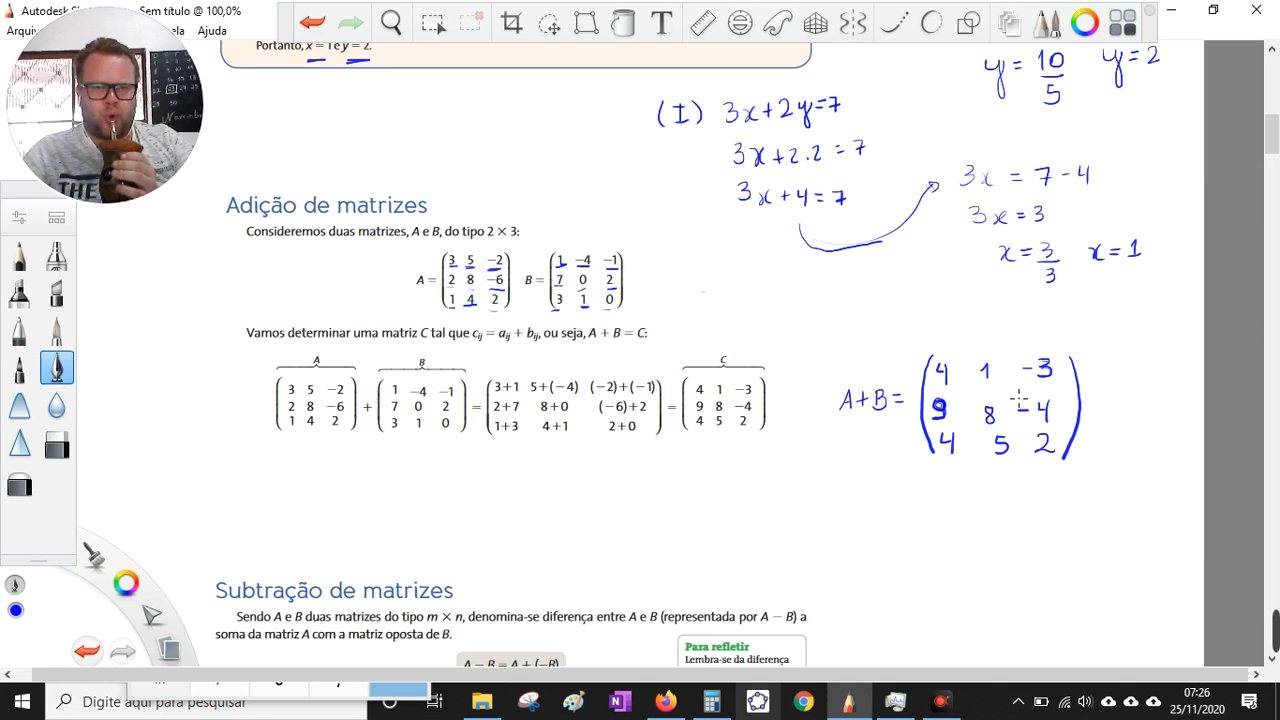 Autodesk Ske
Sem título @ 100,0%
Arquiv
ela Ajuda
Portanto, x = 1 e y = 2.
y = 10/5 y = 2
(I) 3x + 2y = 7
3x + 2.2 = 7
3x + 4 = 7
3x = 7 - 4
3x = 3
x = 3/3 x = 1
THE
Adição de matrizes
Consideremos duas matrizes, A e B, do tipo 2 × 3:
A = ( 3 5 −2
2 8 −6
1 4 2 )
B = ( 1 −4 −1
7 0 2
3 1 0 )
Vamos determinar uma matriz C tal que cij = aij + bij, ou seja, A + B = C:
A B C
3 5 −2 1 −4 −1 3+1 5+(−4) (−2)+(−1) 4 1 −3
2 8 −6 + 7 0 2 = 2+7 8+0 (−6)+2 = 9 8 −4
1 4 2 3 1 0 1+3 4+1 2+0 4 5 2
A+B = ( 4 1 -3
9 8 -4
4 5 2 )
Subtração de matrizes
Sendo A e B duas matrizes do tipo m × n, denomina-se diferença entre A e B (representada por A − B) a
soma da matriz A com a matriz oposta de B.
A − B = A + (−B)
Para refletir
Lembra-se da diferença
Digite aqui para pesquisar
07:26
25/11/2020